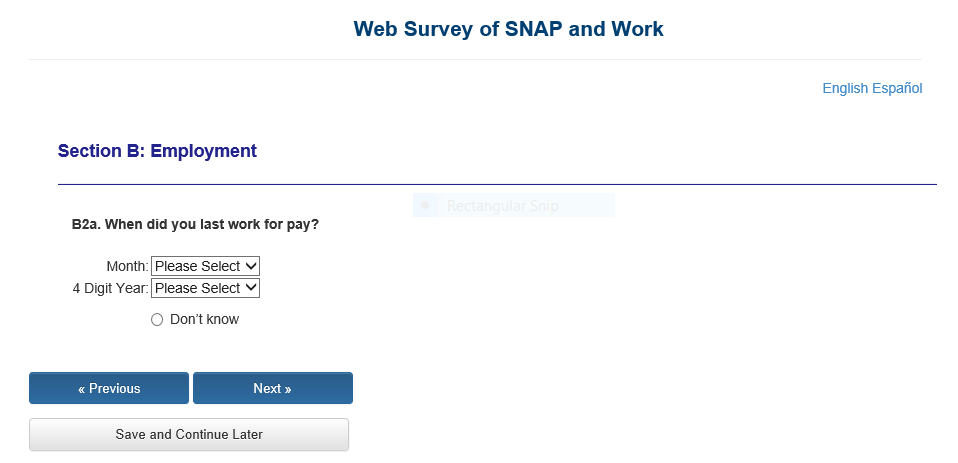 Web Survey of SNAP and Work
English Español
Section B: Employment
Rectangular Snip
B2a. When did you last work for pay?
Month: Please Select
4 Digit Year: Please Select
Don't know
« Previous Next »
Save and Continue Later